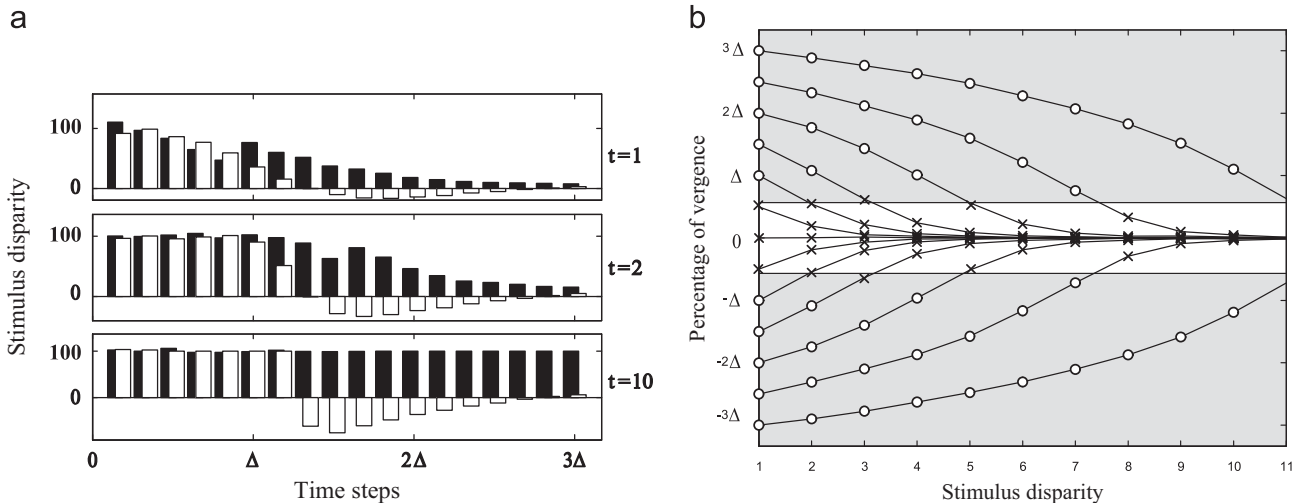 a
b
100
0
t=1
100
0
t=2
100
0
t=10
0 Δ 2Δ 3Δ
Time steps
Stimulus disparity
3Δ
2Δ
Δ
0
-Δ
-2Δ
-3Δ
Percentage of vergence
1 2 3 4 5 6 7 8 9 10 11
Stimulus disparity